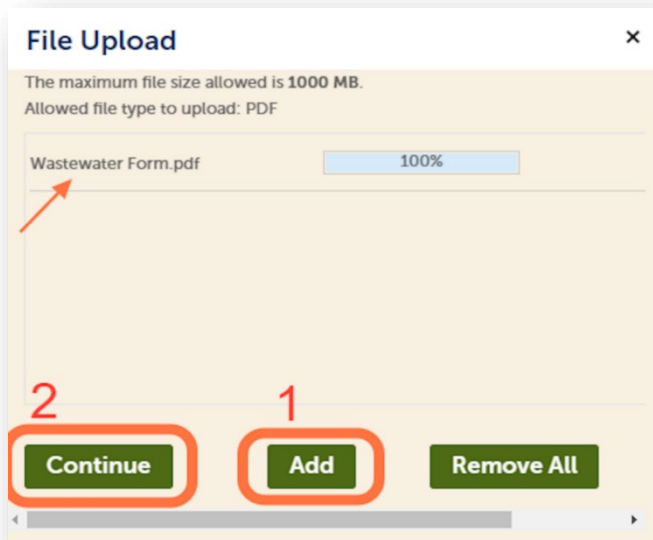 File Upload ×
The maximum file size allowed is 1000 MB.
Allowed file type to upload: PDF
Wastewater Form.pdf 100%
2 1
Continue Add Remove All